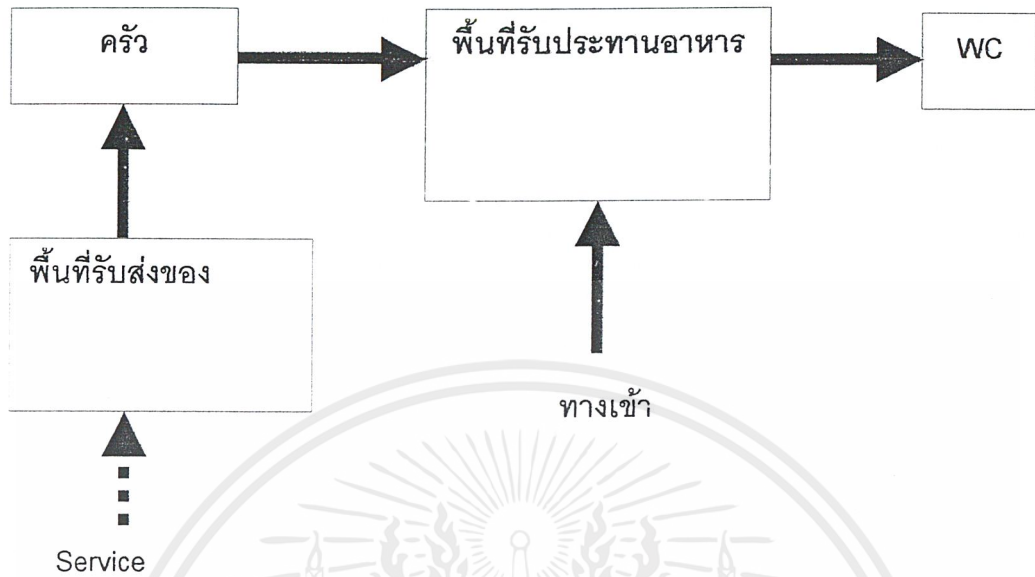 ครัว
พื้นที่รับประทานอาหาร
WC
พื้นที่รับส่งของ
ทางเข้า
Service